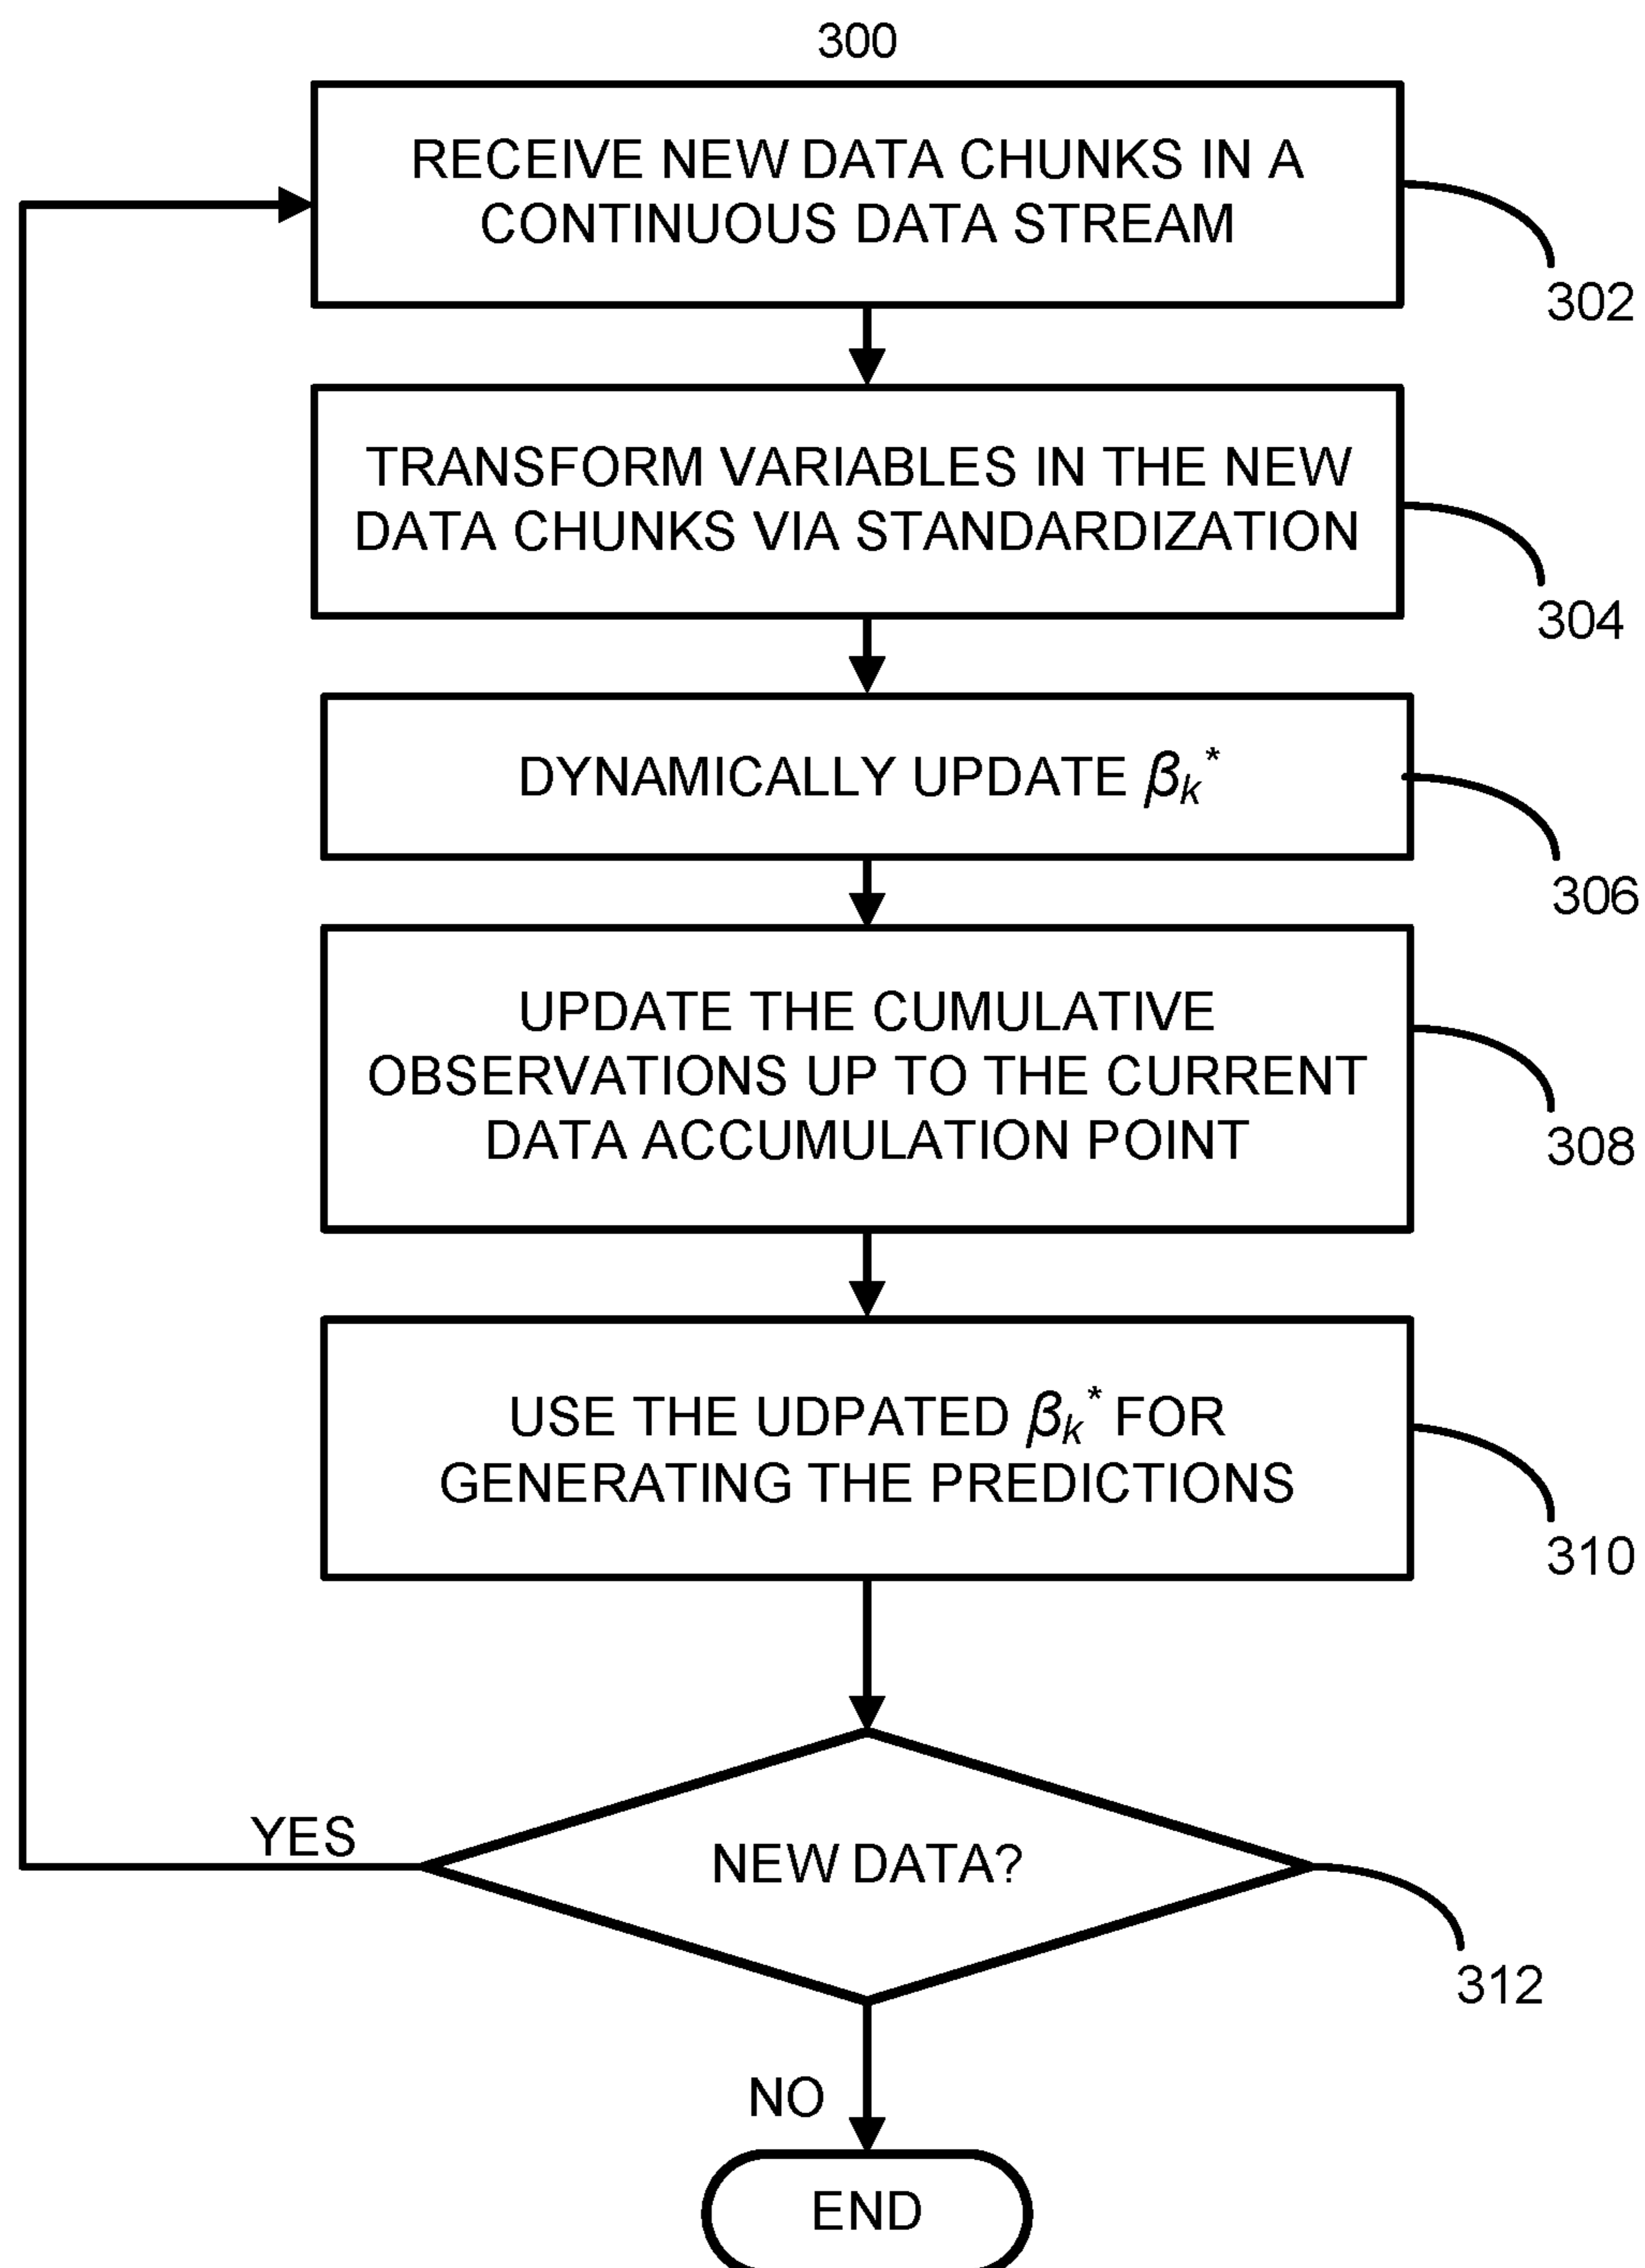 300
RECEIVE NEW DATA CHUNKS IN A
CONTINUOUS DATA STREAM
302
TRANSFORM VARIABLES IN THE NEW
DATA CHUNKS VIA STANDARDIZATION
304
DYNAMICALLY UPDATE βk*
306
UPDATE THE CUMULATIVE
OBSERVATIONS UP TO THE CURRENT
DATA ACCUMULATION POINT
308
USE THE UDPATED βk* FOR
GENERATING THE PREDICTIONS
310
YES
NEW DATA?
312
NO
END